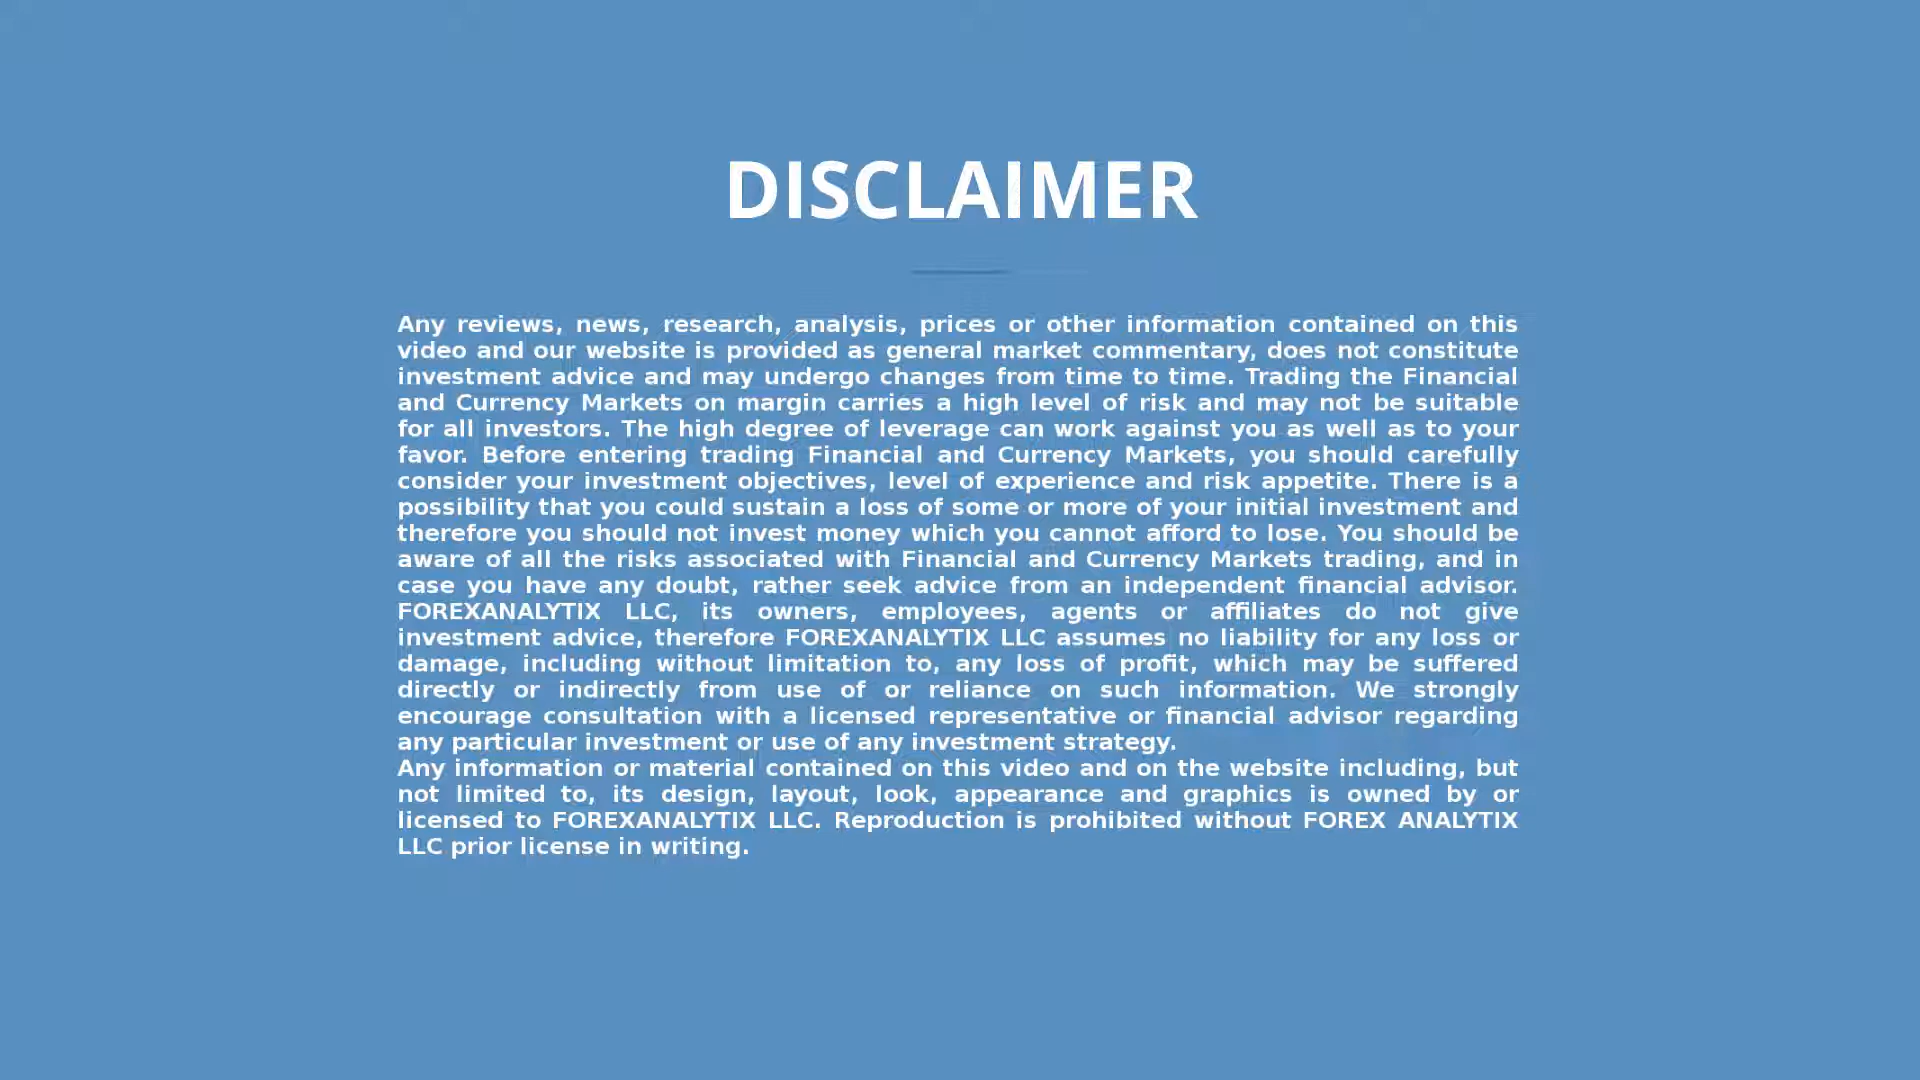 DISCLAIMER
Any reviews, news, research, analysis, prices or other information contained on this
video and our website is provided as general market commentary, does not constitute
investment advice and may undergo changes from time to time. Trading the Financial
and Currency Markets on margin carries a high level of risk and may not be suitable
for all investors. The high degree of leverage can work against you as well as to your
favor. Before entering trading Financial and Currency Markets, you should carefully
consider your investment objectives, level of experience and risk appetite. There is a
possibility that you could sustain a loss of some or more of your initial investment and
therefore you should not invest money which you cannot afford to lose. You should be
aware of all the risks associated with Financial and Currency Markets trading, and in
case you have any doubt, rather seek advice from an independent financial advisor.
FOREXANALYTIX LLC, its owners, employees, agents or affiliates do not give
investment advice, therefore FOREXANALYTIX LLC assumes no liability for any loss or
damage, including without limitation to, any loss of profit, which may be suffered
directly or indirectly from use of or reliance on such information. We strongly
encourage consultation with a licensed representative or financial advisor regarding
any particular investment or use of any investment strategy.
Any information or material contained on this video and on the website including, but
not limited to, its design, layout, look, appearance and graphics is owned by or
licensed to FOREXANALYTIX LLC. Reproduction is prohibited without FOREX ANALYTIX
LLC prior license in writing.